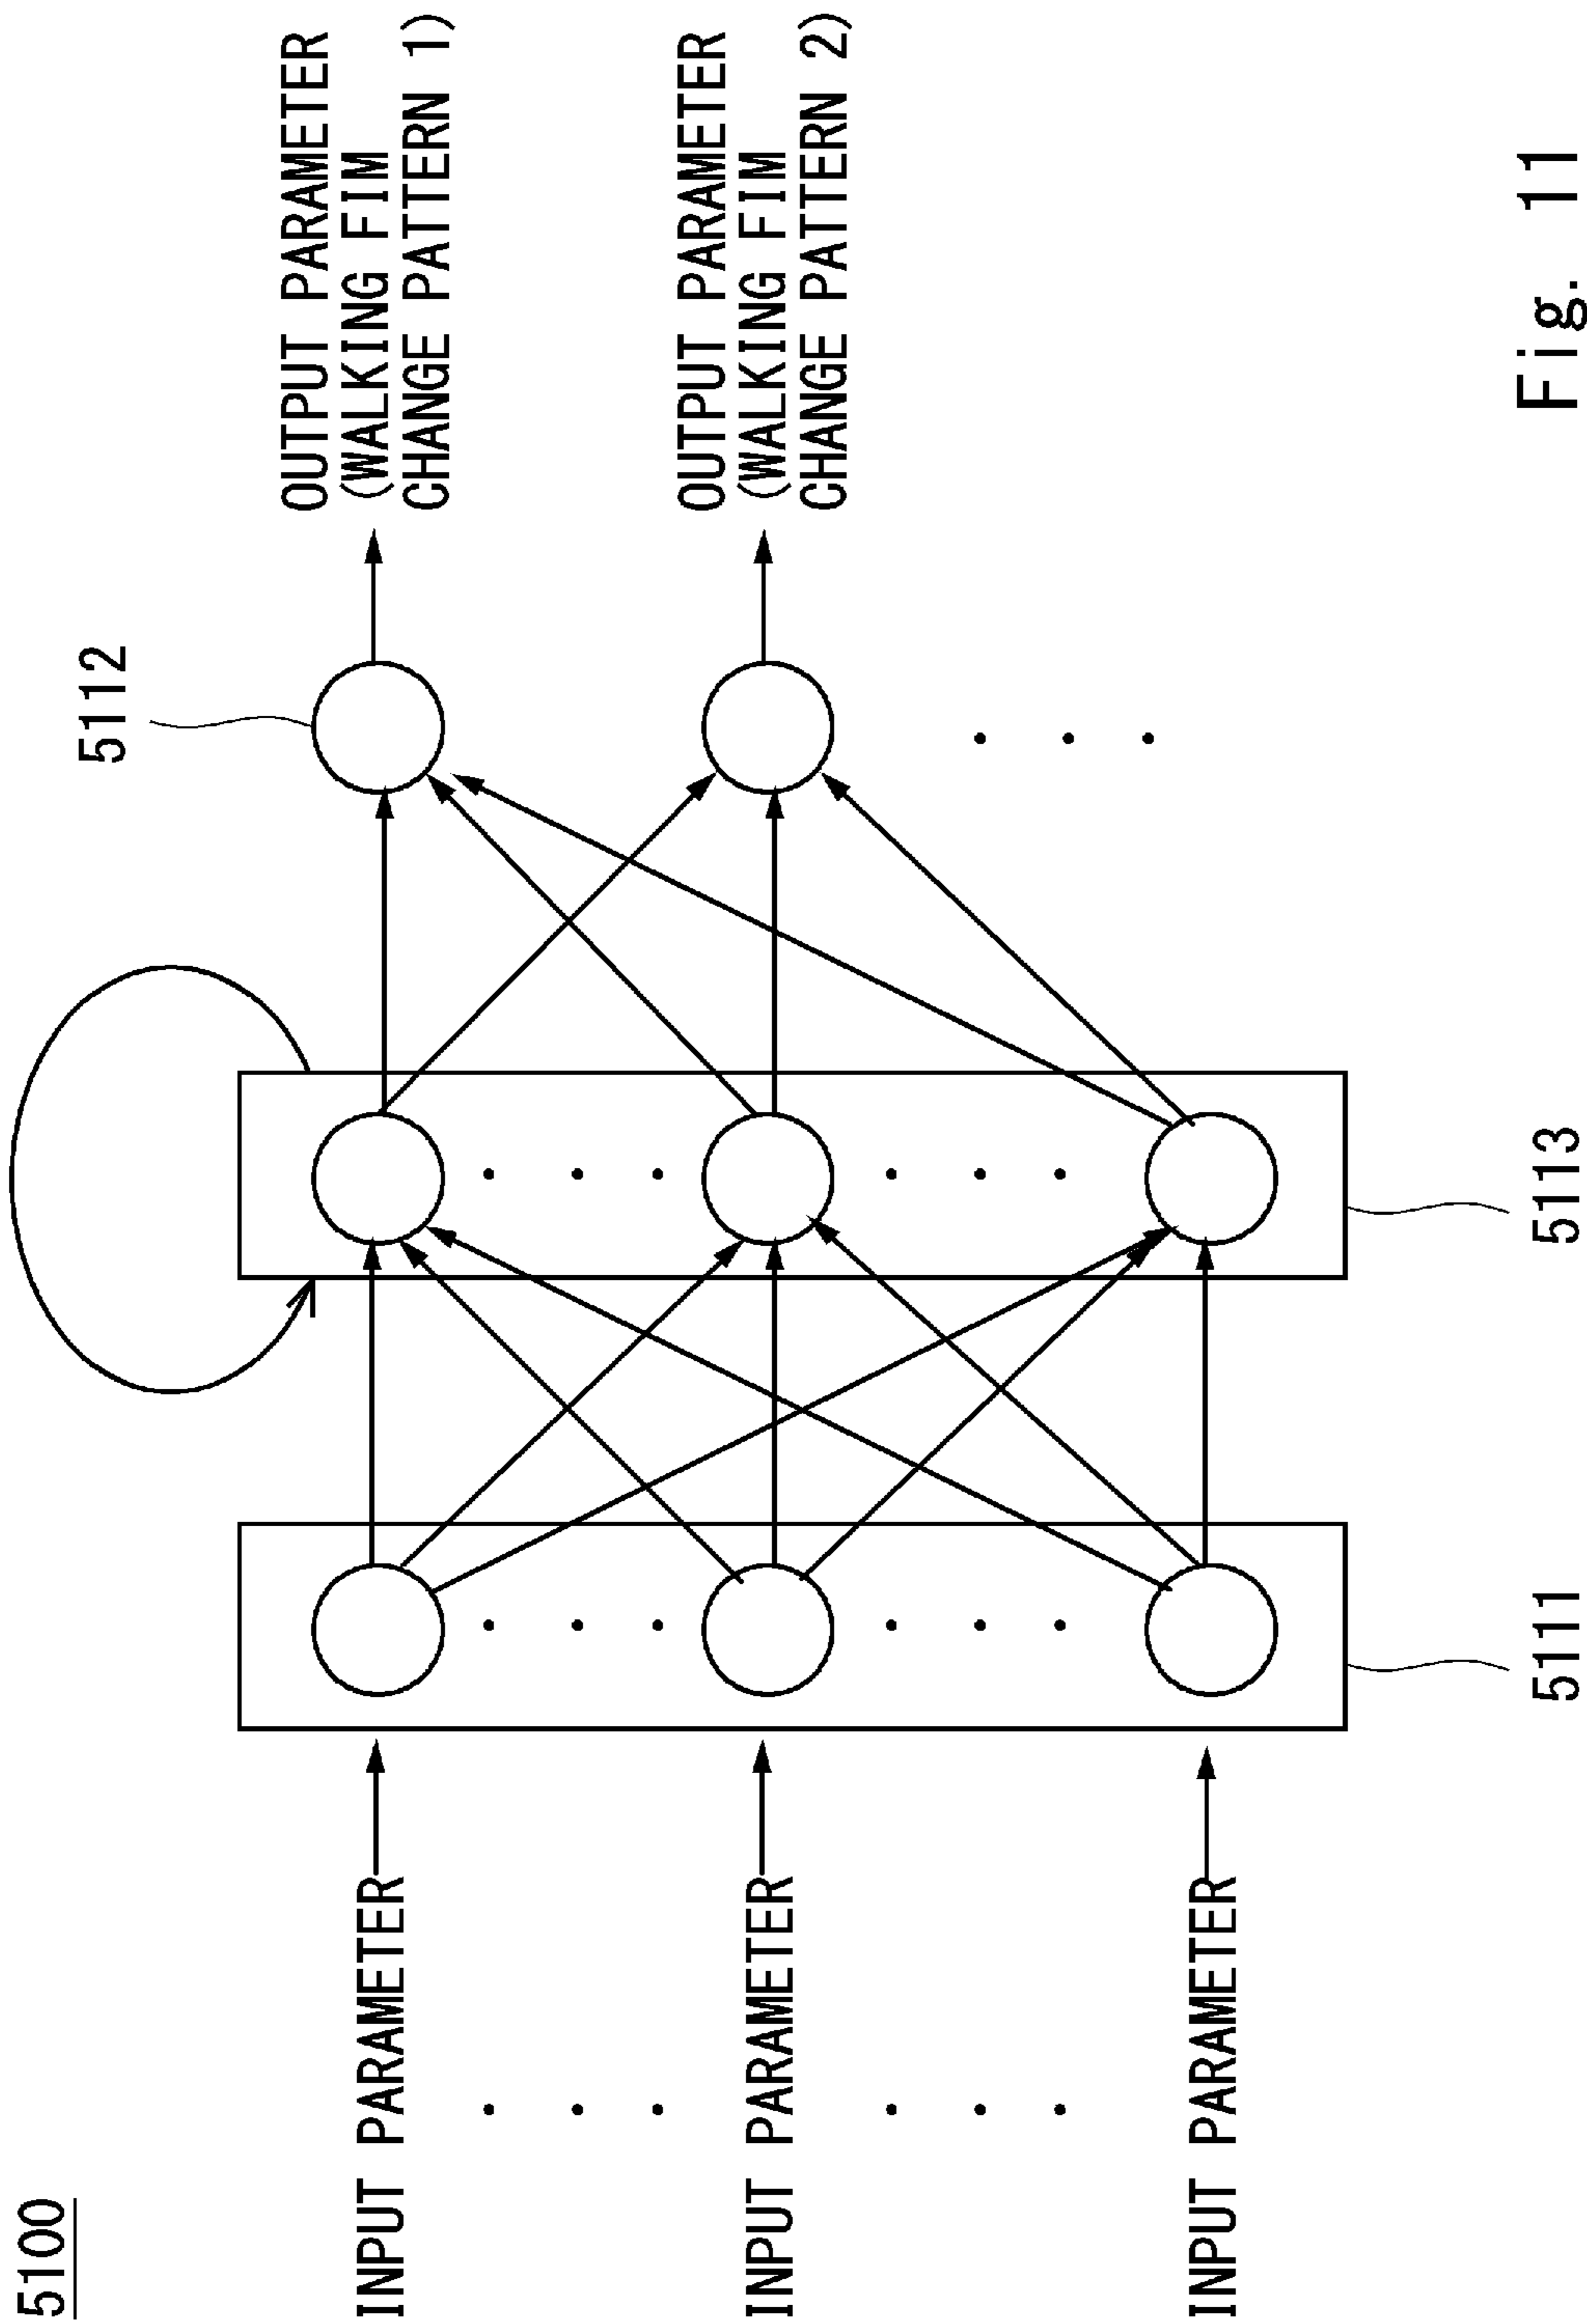 5100
INPUT PARAMETER
INPUT PARAMETER
INPUT PARAMETER
5111
5113
5112
OUTPUT PARAMETER
(WALKING FIM
CHANGE PATTERN 1)
OUTPUT PARAMETER
(WALKING FIM
CHANGE PATTERN 2)
Fig. 11